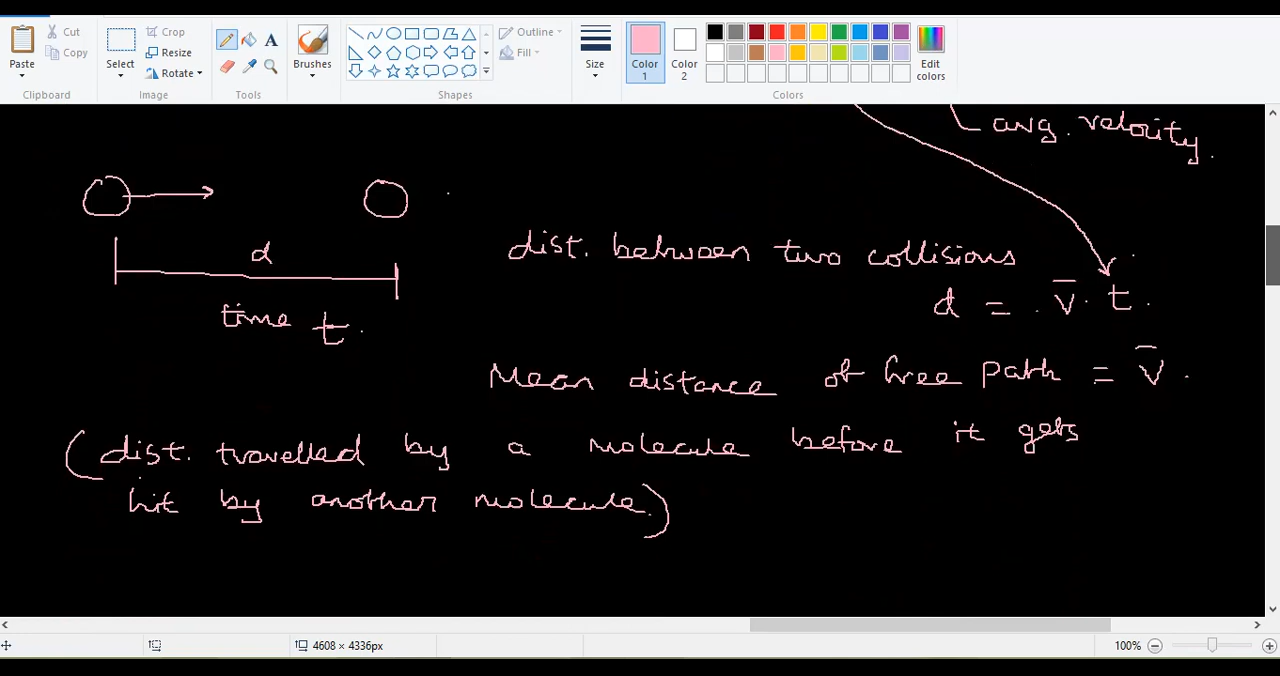 Cut
Copy
Paste
Clipboard
Crop
Resize
Rotate
Select
Image
A
Tools
Brushes
Outline
Fill
Shapes
Size
Color 1
Color 2
Edit colors
Colors
avg. velocity.
d
time t.
dist. between two collisions
d = v̄. t.
Mean distance of free path = v̄.
(dist. travelled by a molecule before it gets
hit by another molecule.)
4608 × 4336px
100%